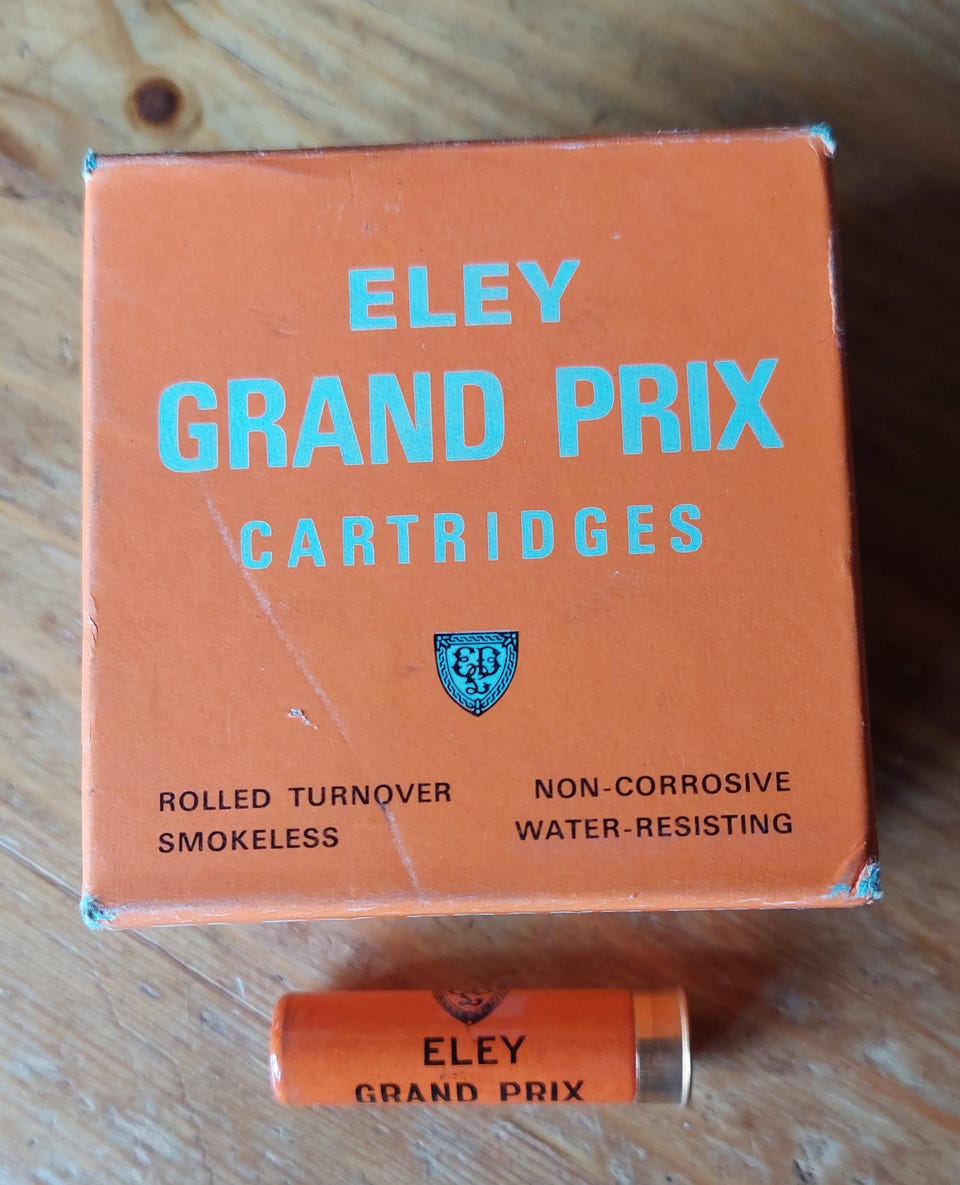 ELEY
GRAND PRIX
CARTRIDGES
ROLLED TURNOVER
SMOKELESS
NON-CORROSIVE
WATER-RESISTING
ELEY
GRAND PRIX